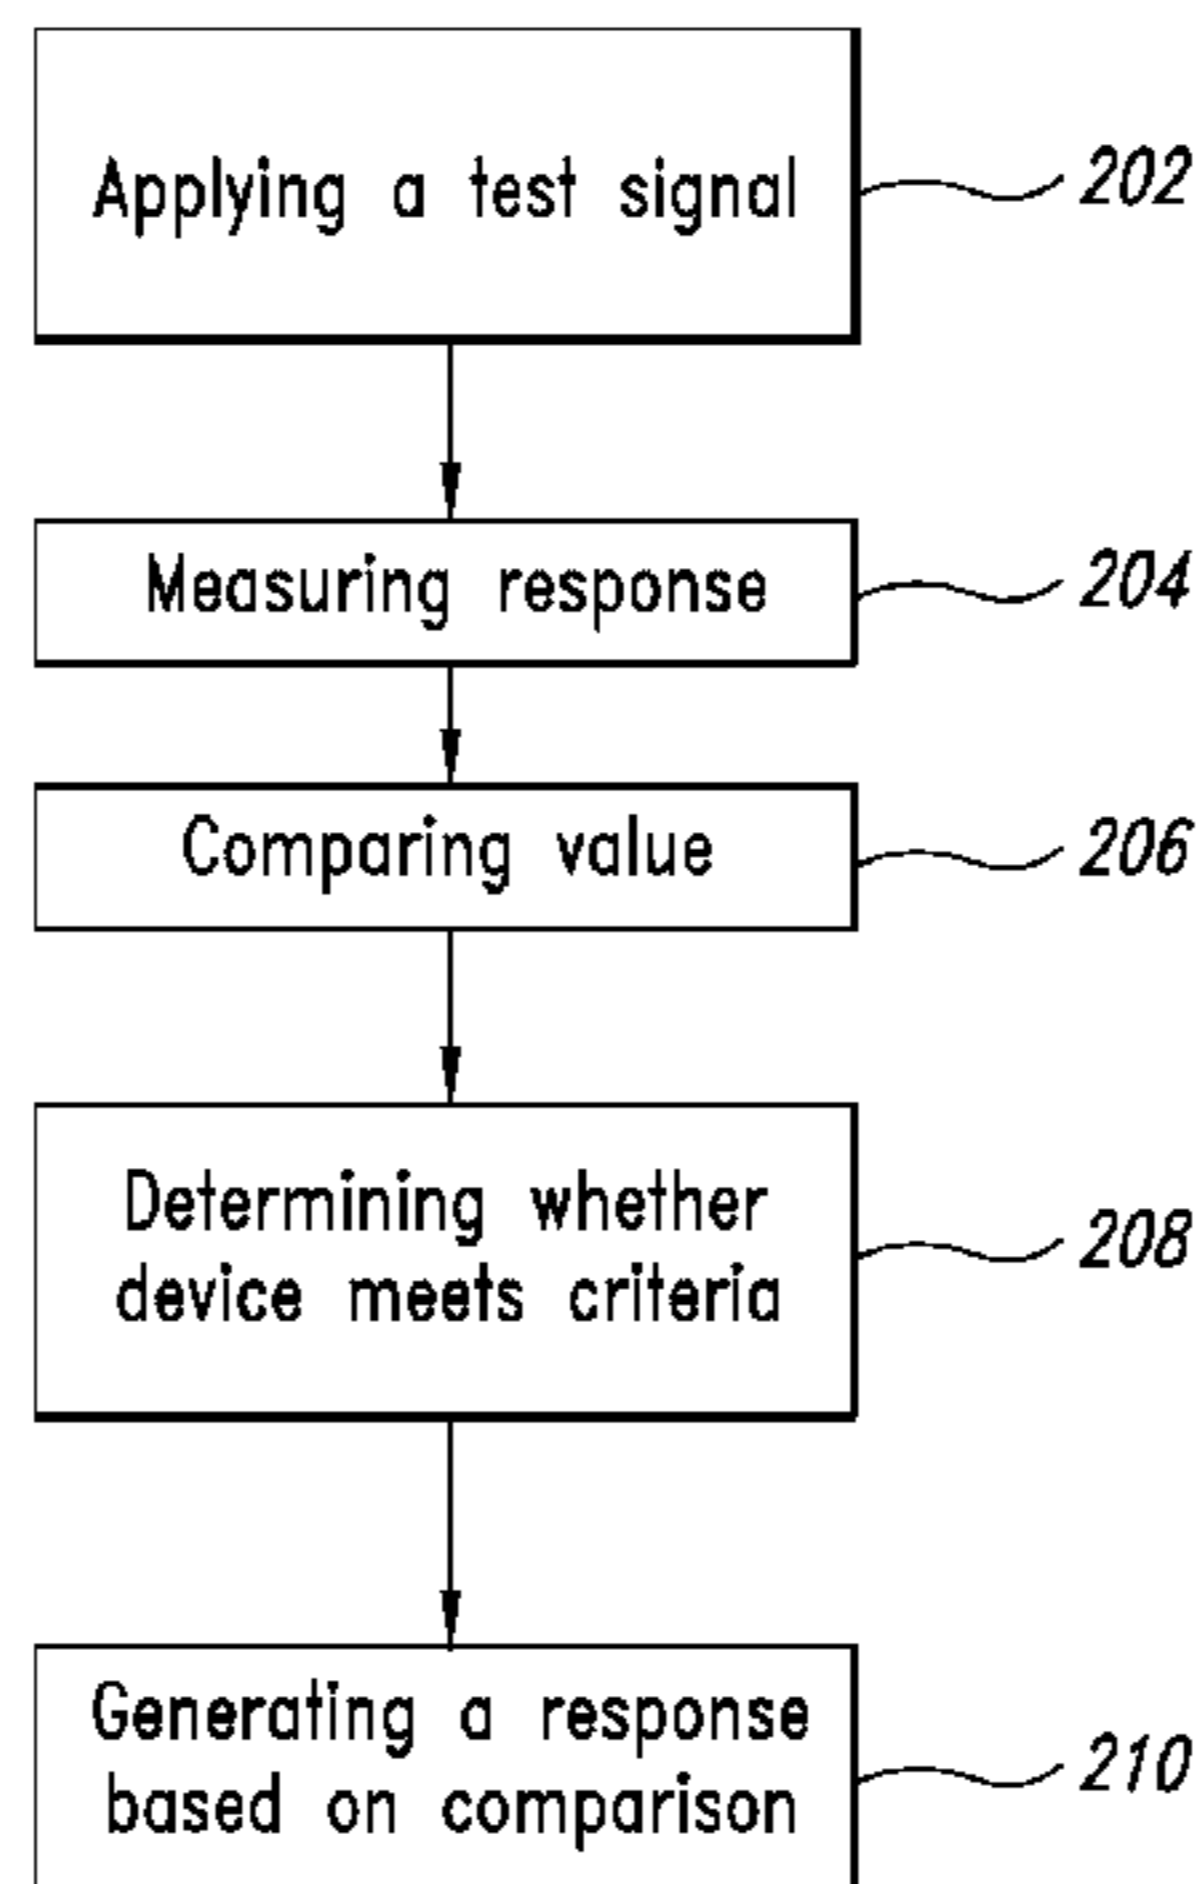 Applying a test signal
202
Measuring response
204
Comparing value
206
Determining whether
device meets criteria
208
Generating a response
based on comparison
210